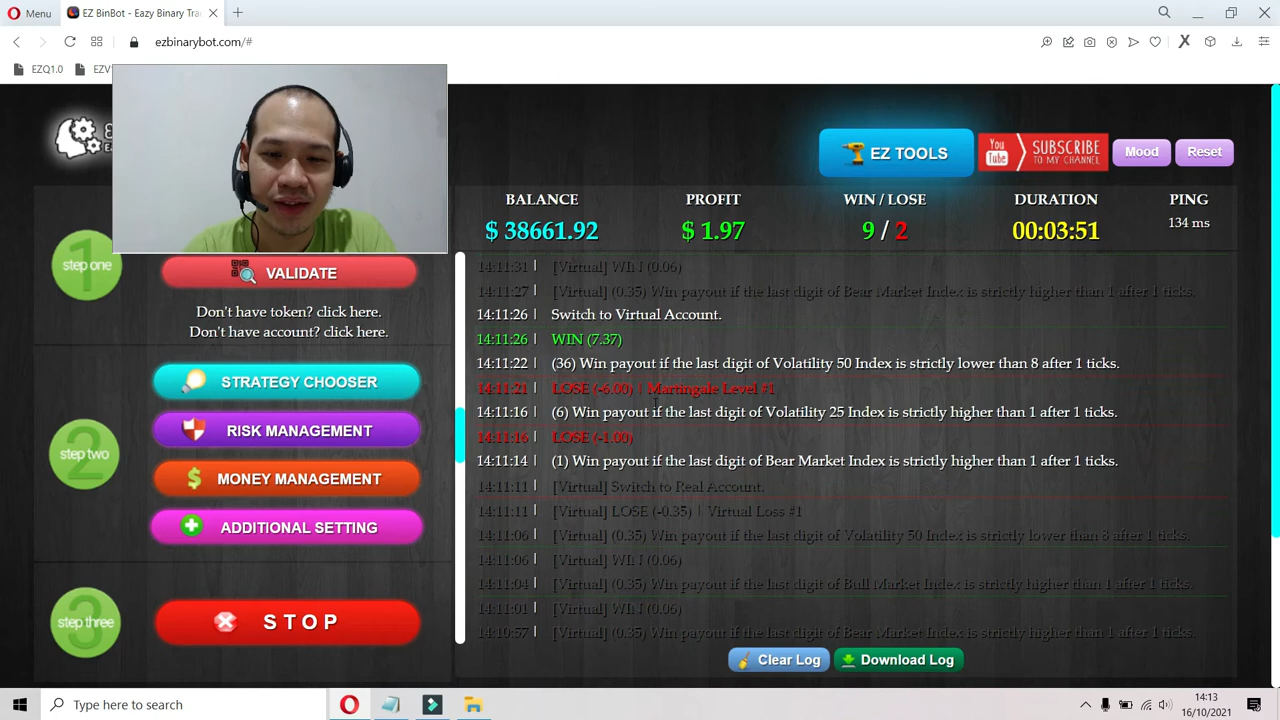 Menu
EZ BinBot - Eazy Binary Tra
ezbinarybot.com/#
EZQ1.0
EZ TOOLS
You Tube
SUBSCRIBE
TO MY CHANNEL
Mood
Reset
BALANCE
PROFIT
WIN / LOSE
DURATION
PING
$ 38661.92
$ 1.97
9 / 2
00:03:51
134 ms
step one
VALIDATE
Don't have token? click here.
Don't have account? click here.
step two
STRATEGY CHOOSER
RISK MANAGEMENT
MONEY MANAGEMENT
ADDITIONAL SETTING
step three
STOP
14:11:31 | [Virtual] WIN (0.06)
14:11:27 | [Virtual] (0.35) Win payout if the last digit of Bear Market Index is strictly higher than 1 after 1 ticks.
14:11:26 | Switch to Virtual Account.
14:11:26 | WIN (7.37)
14:11:22 | (36) Win payout if the last digit of Volatility 50 Index is strictly lower than 8 after 1 ticks.
14:11:21 | LOSE (-6.00) | Martingale Level #1
14:11:16 | (6) Win payout if the last digit of Volatility 25 Index is strictly higher than 1 after 1 ticks.
14:11:16 | LOSE (-1.00)
14:11:14 | (1) Win payout if the last digit of Bear Market Index is strictly higher than 1 after 1 ticks.
14:11:11 | [Virtual] Switch to Real Account.
14:11:11 | [Virtual] LOSE (-0.35) | Virtual Loss #1
14:11:06 | [Virtual] (0.35) Win payout if the last digit of Volatility 50 Index is strictly lower than 8 after 1 ticks.
14:11:06 | [Virtual] WIN (0.06)
14:11:04 | [Virtual] (0.35) Win payout if the last digit of Bull Market Index is strictly higher than 1 after 1 ticks.
14:11:01 | [Virtual] WIN (0.06)
14:10:57 | [Virtual] (0.35) Win payout if the last digit of Bear Market Index is strictly higher than 1 after 1 ticks.
Clear Log
Download Log
Type here to search
14:13
16/10/2021